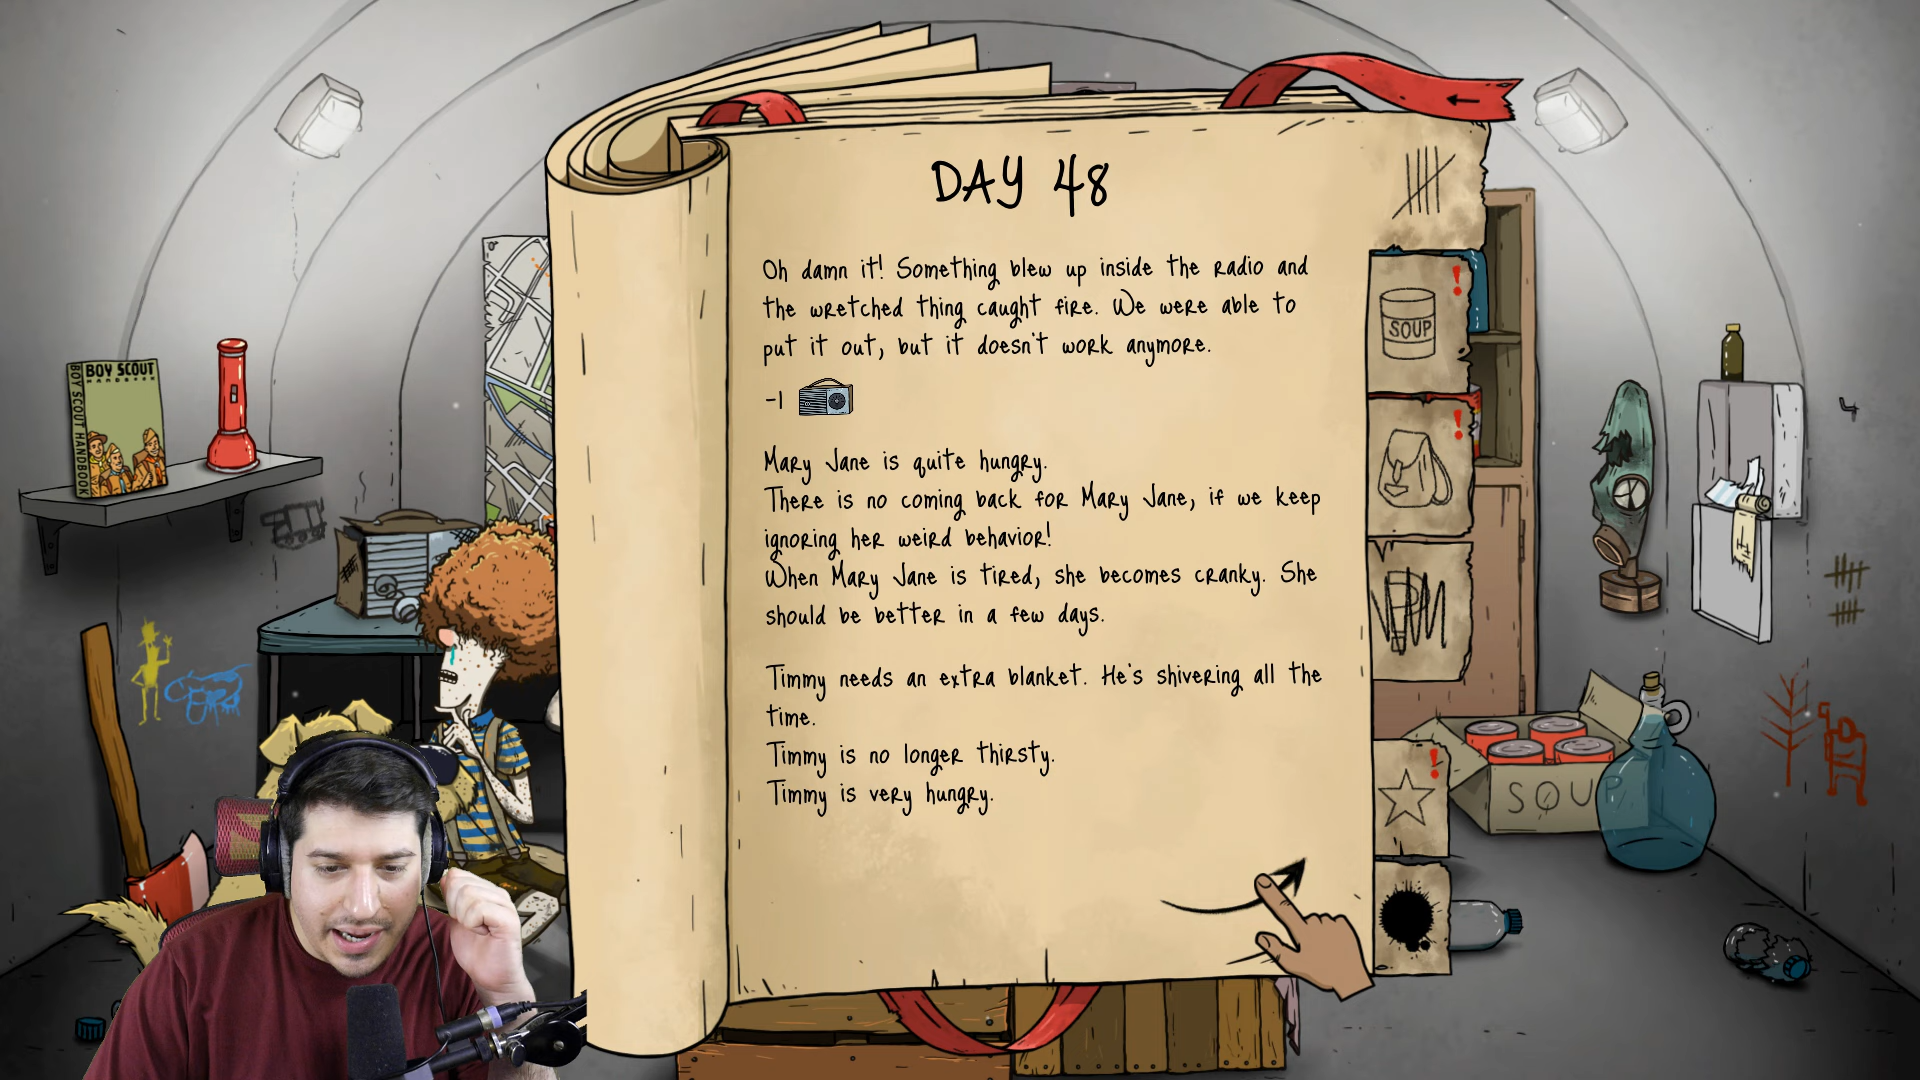 DAY 48
Oh damn it! Something blew up inside the radio and
the wretched thing caught fire. We were able to
put it out, but it doesn't work anymore.
-1
Mary Jane is quite hungry.
There is no coming back for Mary Jane, if we keep
ignoring her weird behavior!
When Mary Jane is tired, she becomes cranky. She
should be better in a few days.
Timmy needs an extra blanket. He's shivering all the
time.
Timmy is no longer thirsty.
Timmy is very hungry.
SOUP
!
!
!
BOY SCOUT
HANDBOOK
BOY SCOUT HANDBOOK
SOUP
4